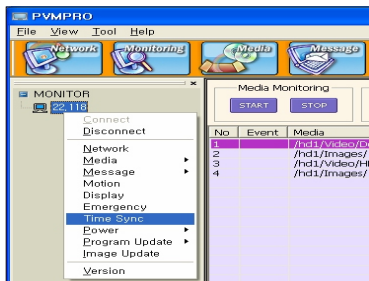 PVMPRO
File View Tool Help
Network Monitoring Media Message
MONITOR
22,118
Connect
Disconnect
Network
Media
Message
Motion
Display
Emergency
Time Sync
Power
Program Update
Image Update
Version
Media Monitoring
START STOP
No Event Media
1 /hd1/Video/De
2 /hd1/Images/
3 /hd1/Video/H
4 /hd1/Images/